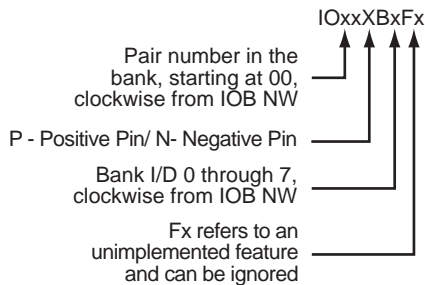 IOxxXBxFx
Pair number in the
bank, starting at 00,
clockwise from IOB NW
P - Positive Pin/ N- Negative Pin
Bank I/D 0 through 7,
clockwise from IOB NW
Fx refers to an
unimplemented feature
and can be ignored